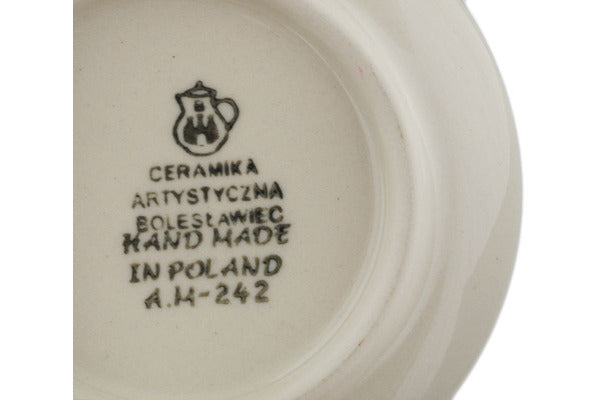 CERAMIKA
ARTYSTYCZNA
BOLESŁAWIEC
HAND MADE
IN POLAND
A.M-242